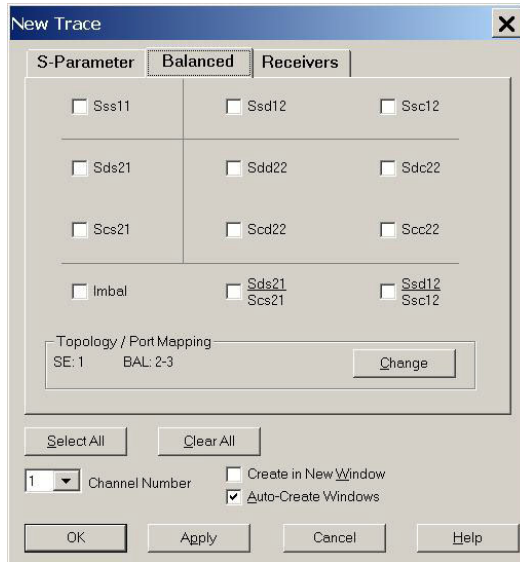 New Trace
S-Parameter Balanced Receivers
Sss11 Ssd12 Ssc12
Sds21 Sdd22 Sdc22
Scs21 Scd22 Scc22
Imbal Sds21 Ssd12
Scs21 Ssc12
Topology / Port Mapping
SE: 1 BAL: 2-3 Change
Select All Clear All
1 Channel Number Create in New Window
Auto-Create Windows
OK Apply Cancel Help